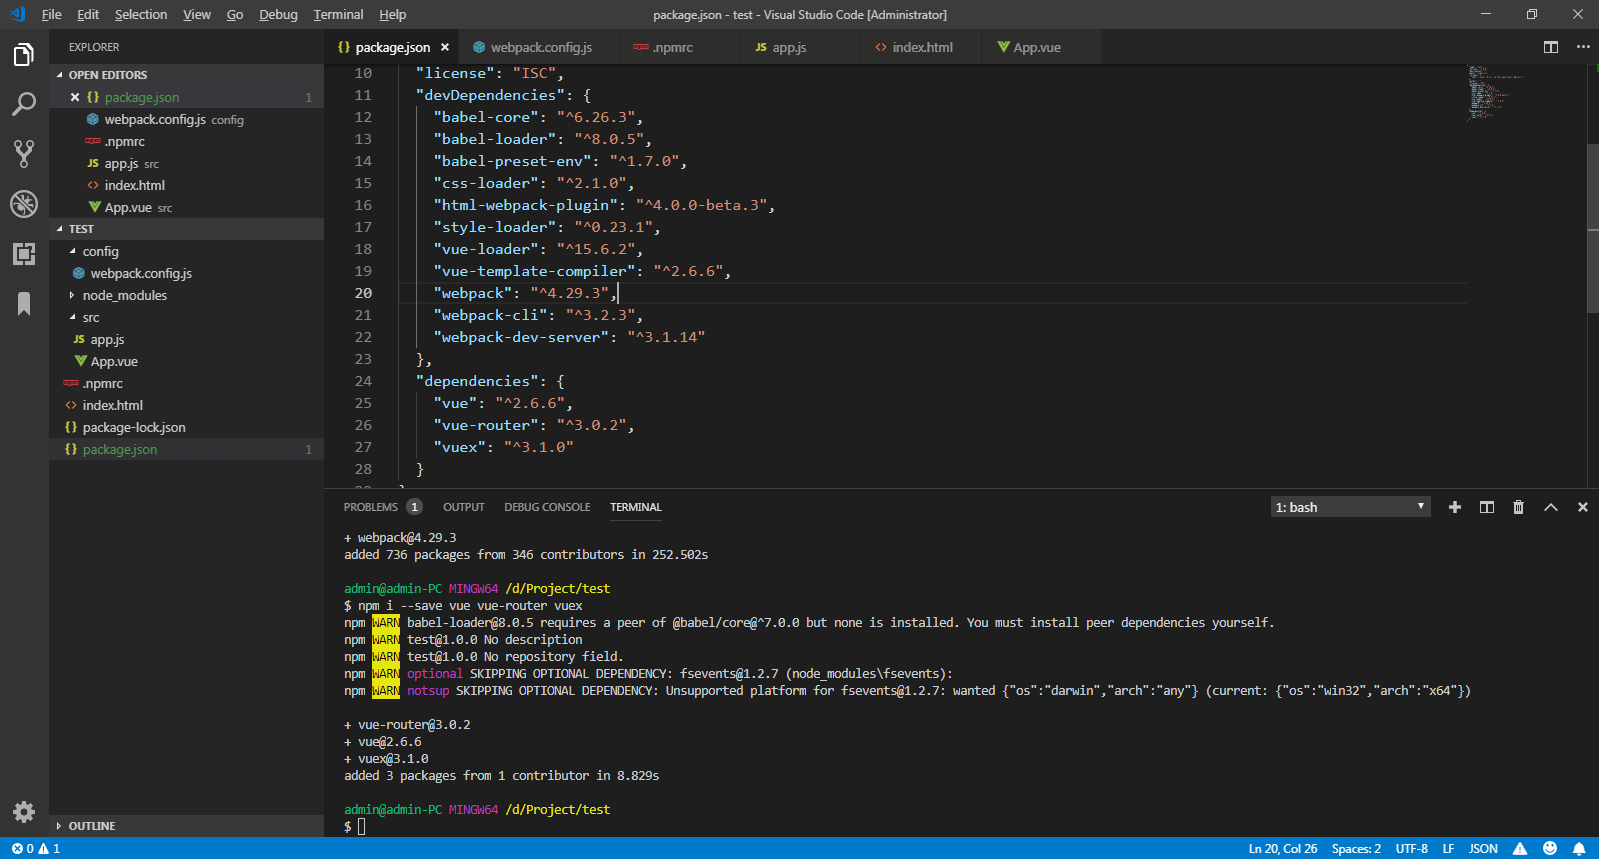 File Edit Selection View Go Debug Terminal Help
package.json - test - Visual Studio Code [Administrator]
EXPLORER
OPEN EDITORS
{} package.json 1
webpack.config.js config
.npmrc
JS app.js src
<> index.html
App.vue src
TEST
config
webpack.config.js
node_modules
src
JS app.js
App.vue
.npmrc
<> index.html
{} package-lock.json
{} package.json 1
OUTLINE
{} package.json webpack.config.js .npmrc JS app.js <> index.html App.vue
10 "license": "ISC",
11 "devDependencies": {
12 "babel-core": "^6.26.3",
13 "babel-loader": "^8.0.5",
14 "babel-preset-env": "^1.7.0",
15 "css-loader": "^2.1.0",
16 "html-webpack-plugin": "^4.0.0-beta.3",
17 "style-loader": "^0.23.1",
18 "vue-loader": "^15.6.2",
19 "vue-template-compiler": "^2.6.6",
20 "webpack": "^4.29.3",
21 "webpack-cli": "^3.2.3",
22 "webpack-dev-server": "^3.1.14"
23 },
24 "dependencies": {
25 "vue": "^2.6.6",
26 "vue-router": "^3.0.2",
27 "vuex": "^3.1.0"
28 }
PROBLEMS 1 OUTPUT DEBUG CONSOLE TERMINAL 1: bash
+ webpack@4.29.3
added 736 packages from 346 contributors in 252.502s
admin@admin-PC MINGW64 /d/Project/test
$ npm i --save vue vue-router vuex
npm WARN babel-loader@8.0.5 requires a peer of @babel/core@^7.0.0 but none is installed. You must install peer dependencies yourself.
npm WARN test@1.0.0 No description
npm WARN test@1.0.0 No repository field.
npm WARN optional SKIPPING OPTIONAL DEPENDENCY: fsevents@1.2.7 (node_modules\fsevents):
npm WARN notsup SKIPPING OPTIONAL DEPENDENCY: Unsupported platform for fsevents@1.2.7: wanted {"os":"darwin","arch":"any"} (current: {"os":"win32","arch":"x64"})
+ vue-router@3.0.2
+ vue@2.6.6
+ vuex@3.1.0
added 3 packages from 1 contributor in 8.829s
admin@admin-PC MINGW64 /d/Project/test
$
0 1 Ln 20, Col 26 Spaces: 2 UTF-8 LF JSON